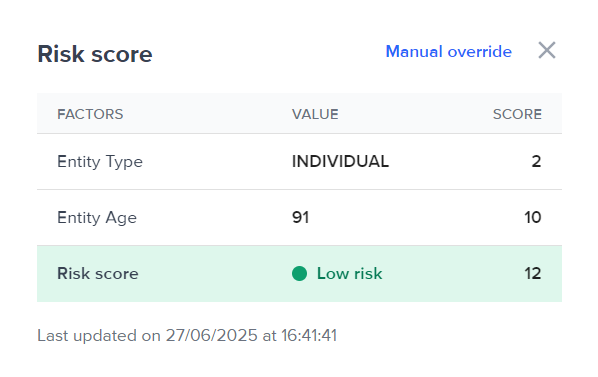 Risk score Manual override
FACTORS VALUE SCORE
Entity Type INDIVIDUAL 2
Entity Age 91 10
Risk score Low risk 12
Last updated on 27/06/2025 at 16:41:41